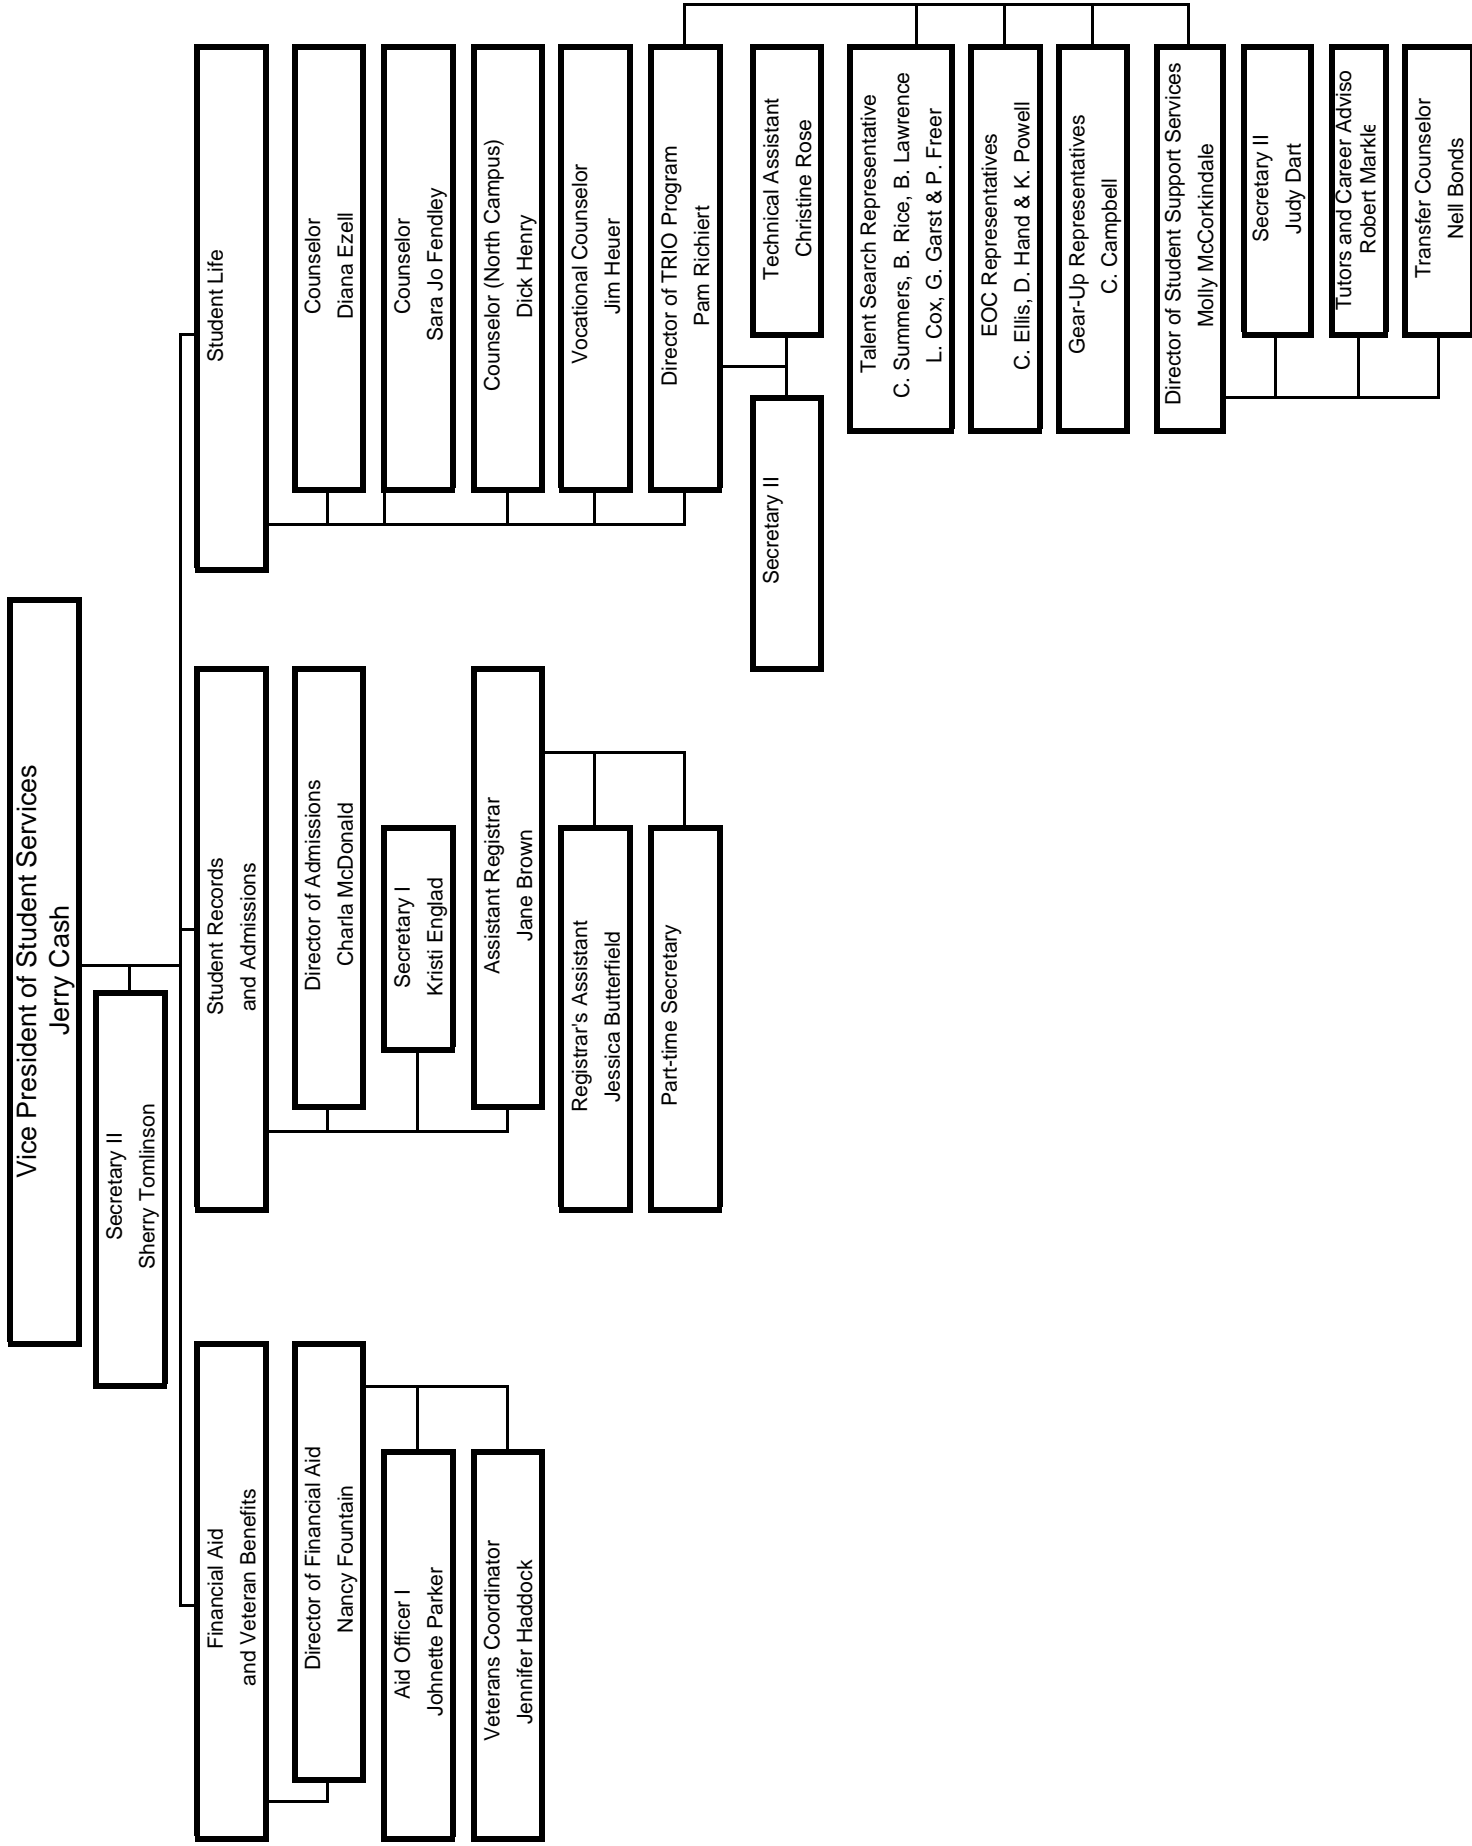 Vice President of Student Services
Jerry Cash
Secretary II
Sherry Tomlinson
Financial Aid
and Veteran Benefits
Director of Financial Aid
Nancy Fountain
Aid Officer I
Johnette Parker
Veterans Coordinator
Jennifer Haddock
Student Records
and Admissions
Director of Admissions
Charla McDonald
Secretary I
Kristi Englad
Assistant Registrar
Jane Brown
Registrar's Assistant
Jessica Butterfield
Part-time Secretary
Student Life
Counselor
Diana Ezell
Counselor
Sara Jo Fendley
Counselor (North Campus)
Dick Henry
Vocational Counselor
Jim Heuer
Director of TRIO Program
Pam Richiert
Secretary II
Technical Assistant
Christine Rose
Talent Search Representative
C. Summers, B. Rice, B. Lawrence
L. Cox, G. Garst & P. Freer
EOC Representatives
C. Ellis, D. Hand & K. Powell
Gear-Up Representatives
C. Campbell
Director of Student Support Services
Molly McCorkindale
Secretary II
Judy Dart
Tutors and Career Adviso
Robert Markle
Transfer Counselor
Nell Bonds